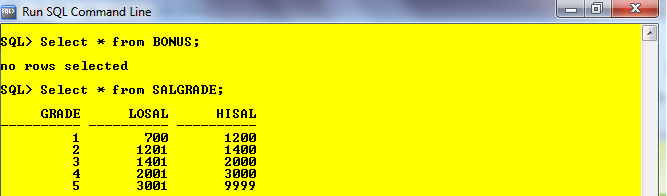 Run SQL Command Line
SQL> Select * from BONUS;
no rows selected
SQL> Select * from SALGRADE;
GRADE LOSAL HISAL
---------- ---------- ----------
1 700 1200
2 1201 1400
3 1401 2000
4 2001 3000
5 3001 9999